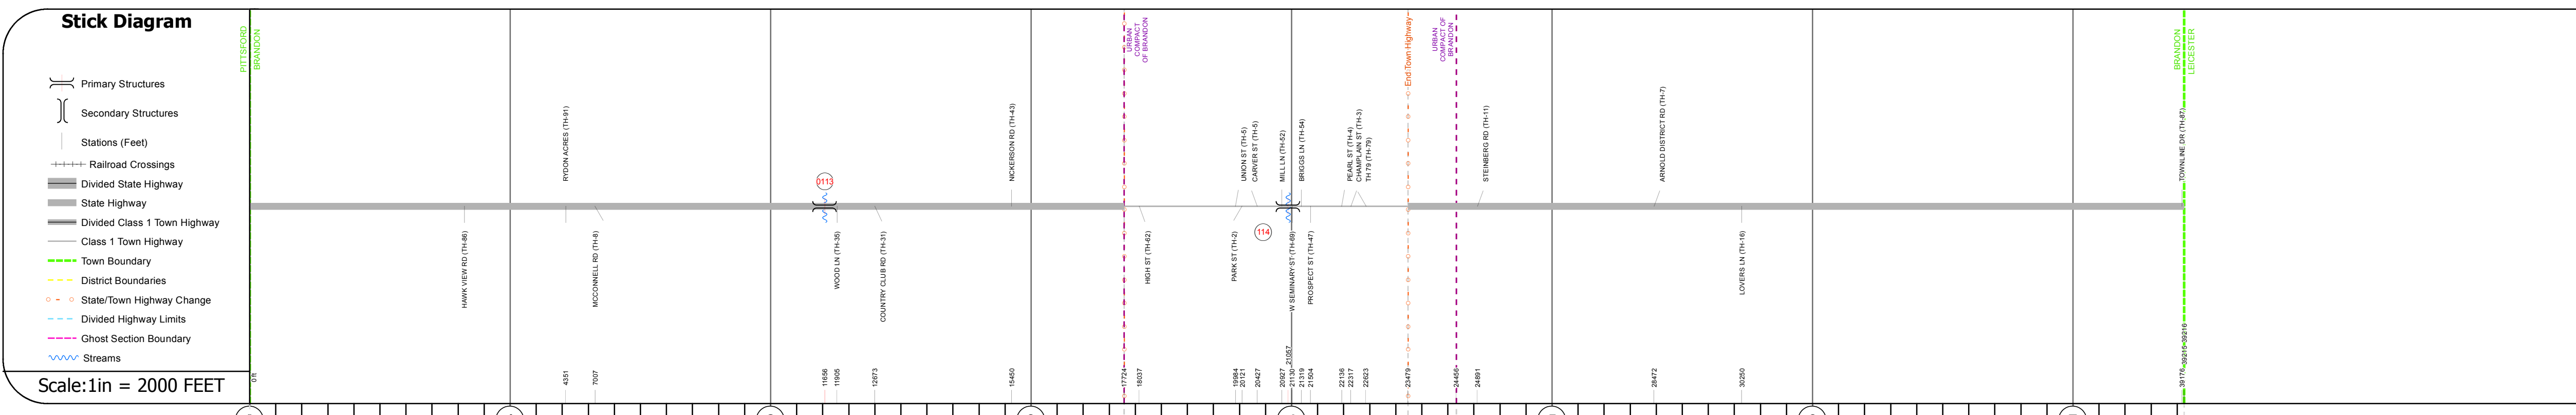 Stick Diagram
Primary Structures
Secondary Structures
Stations (Feet)
Railroad Crossings
Divided State Highway
State Highway
Divided Class 1 Town Highway
Class 1 Town Highway
Town Boundary
District Boundaries
State/Town Highway Change
Divided Highway Limits
Ghost Section Boundary
Streams
Scale:1in = 2000 FEET
PITTSFORD
BRANDON
URBAN
COMPACT
OF BRANDON
End Town Highway
URBAN
COMPACT OF
BRANDON
BRANDON
LEICESTER
RYDON ACRES (TH-91)
NICKERSON RD (TH-43)
UNION ST (TH-5)
CARVER ST (TH-5)
MILL LN (TH-52)
BRIGGS LN (TH-54)
PEARL ST (TH-4)
CHAMPLAIN ST (TH-3)
TH 79 (TH-79)
STEINBERG RD (TH-11)
ARNOLD DISTRICT RD (TH-7)
TOWNLINE DR (TH-87)
0113
114
HAWK VIEW RD (TH-86)
MCCONNELL RD (TH-8)
WOOD LN (TH-35)
COUNTRY CLUB RD (TH-31)
HIGH ST (TH-62)
PARK ST (TH-2)
W SEMINARY ST (TH-69)
PROSPECT ST (TH-47)
LOVERS LN (TH-16)
0 ft
4351
7007
11656
11905
12673
15450
17724
18037
19984
20121
20427
20927
21057
21130
21319
21504
22136
22317
22623
23479
24456
24891
28472
30250
39176
39215-39216